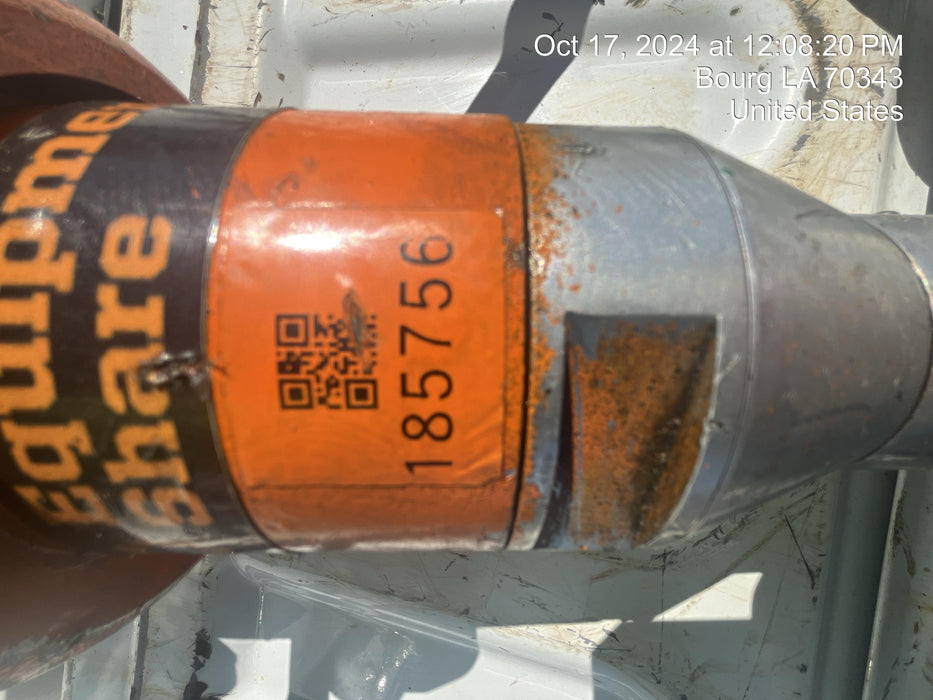 Oct 17, 2024 at 12:08:20 PM
Bourg LA 70343
United States
Equipme
Share
185756